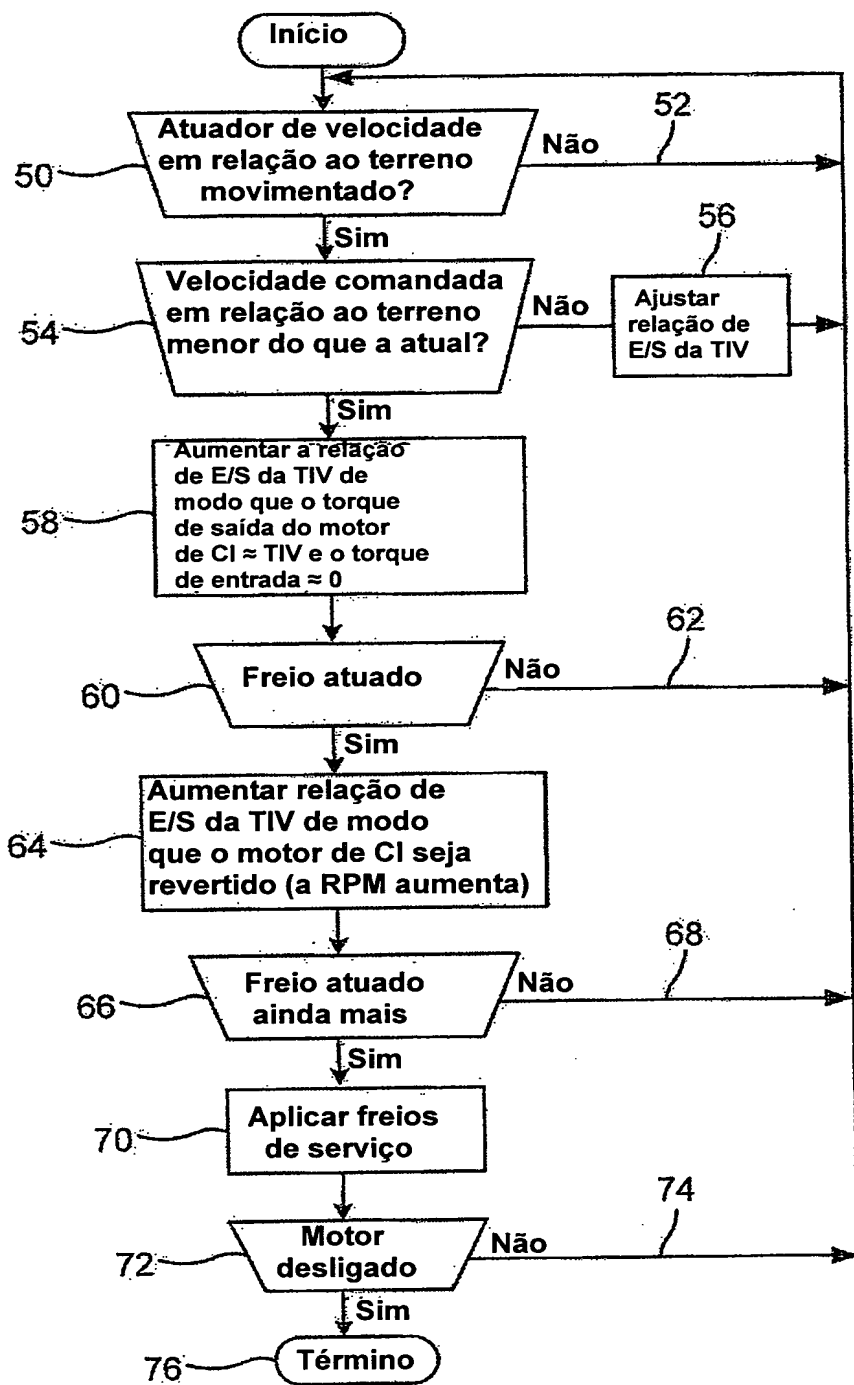 Início
Atuador de velocidade
em relação ao terreno
movimentado?
50
Não
52
Sim
Velocidade comandada
em relação ao terreno
menor do que a atual?
54
Não
56
Ajustar
relação de
E/S da TIV
Sim
Aumentar a relação
de E/S da TIV de
modo que o torque
de saída do motor
de CI ≈ TIV e o torque
de entrada ≈ 0
58
Freio atuado
60
Não
62
Sim
Aumentar relação de
E/S da TIV de modo
que o motor de CI seja
revertido (a RPM aumenta)
64
Freio atuado
ainda mais
66
Não
68
Sim
Aplicar freios
de serviço
70
Motor
desligado
72
Não
74
Sim
Término
76